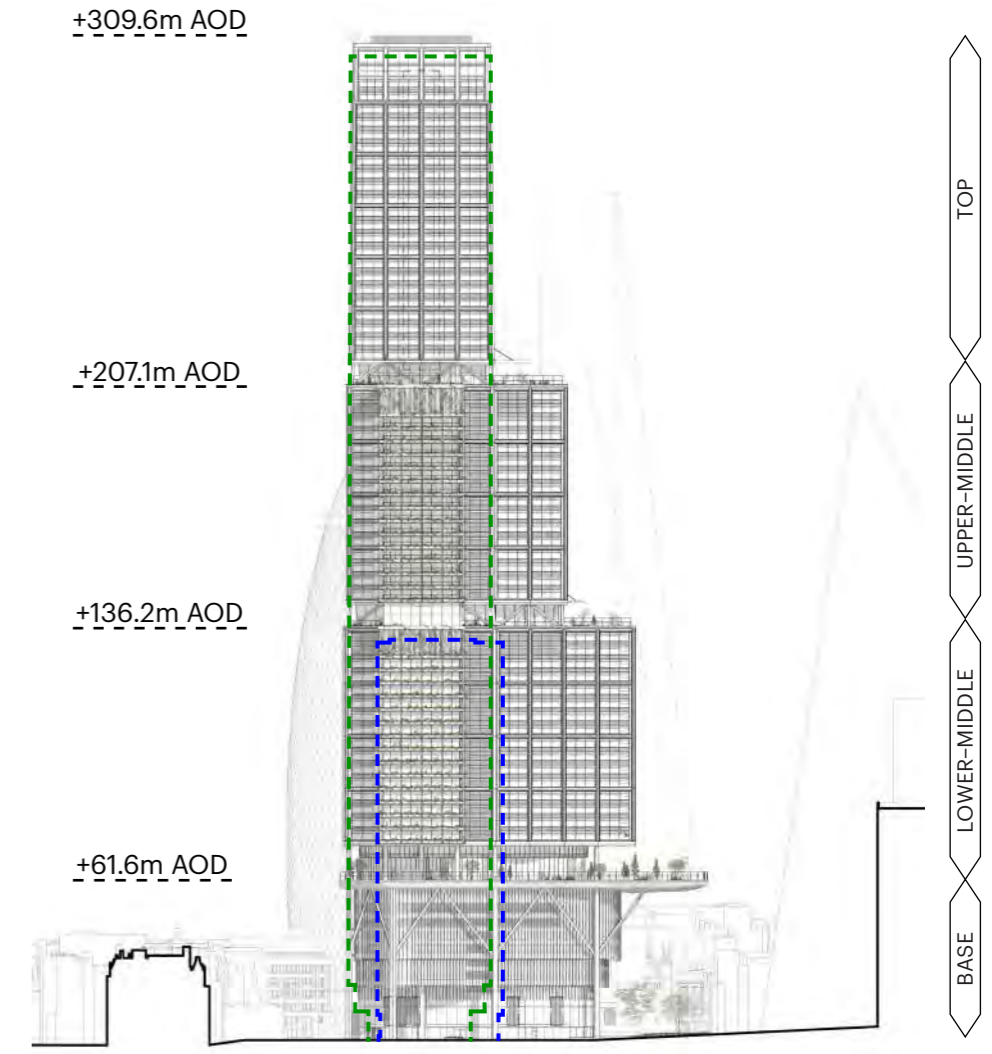 +309.6m AOD
TOP
+207.1m AOD
UPPER-MIDDLE
+136.2m AOD
LOWER-MIDDLE
+61.6m AOD
BASE